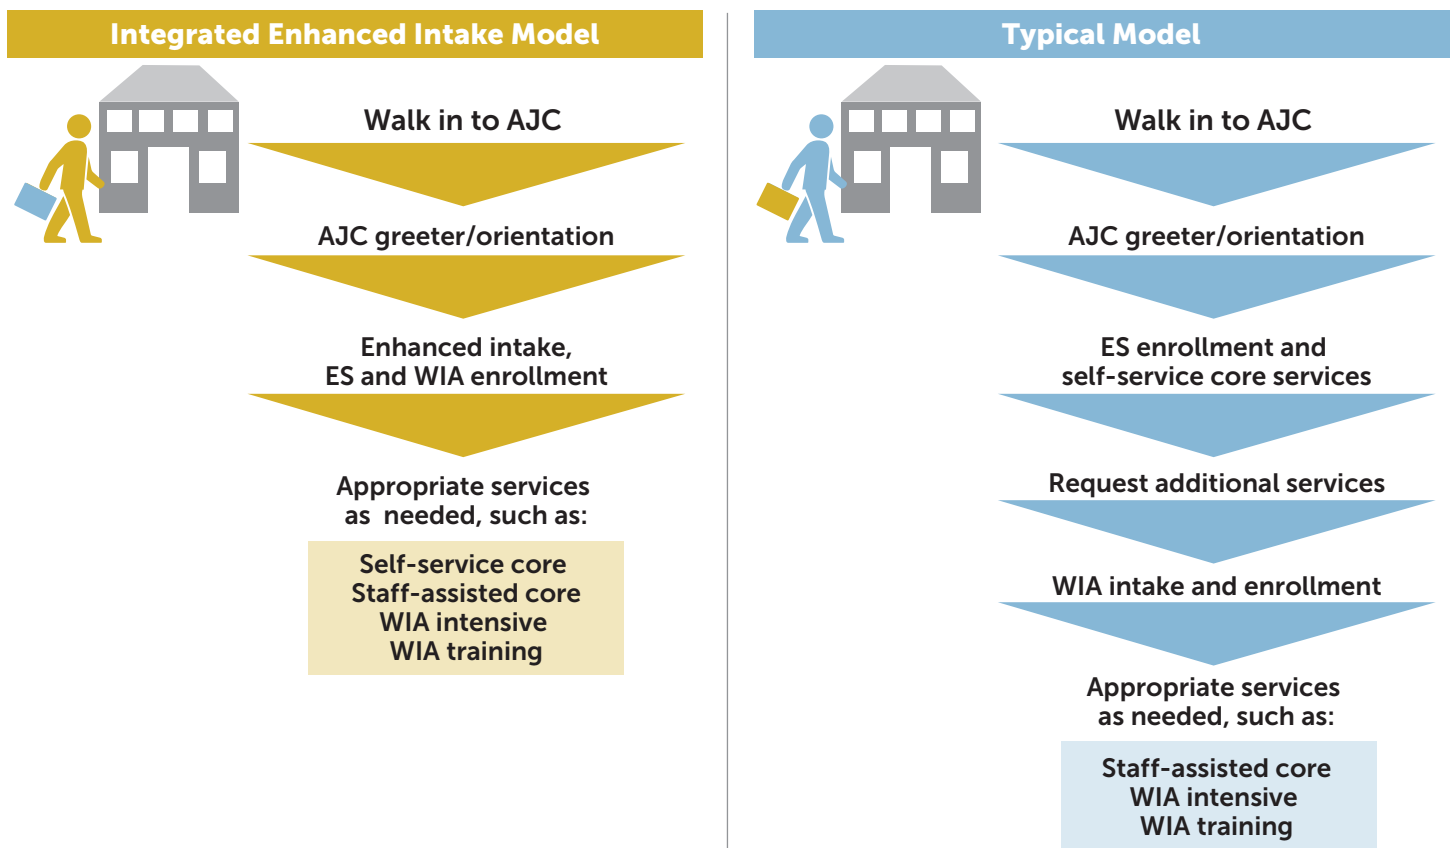 Integrated Enhanced Intake Model
Walk in to AJC
AJC greeter/orientation
Enhanced intake,
ES and WIA enrollment
Appropriate services
as needed, such as:
Self-service core
Staff-assisted core
WIA intensive
WIA training
Typical Model
Walk in to AJC
AJC greeter/orientation
ES enrollment and
self-service core services
Request additional services
WIA intake and enrollment
Appropriate services
as needed, such as:
Staff-assisted core
WIA intensive
WIA training